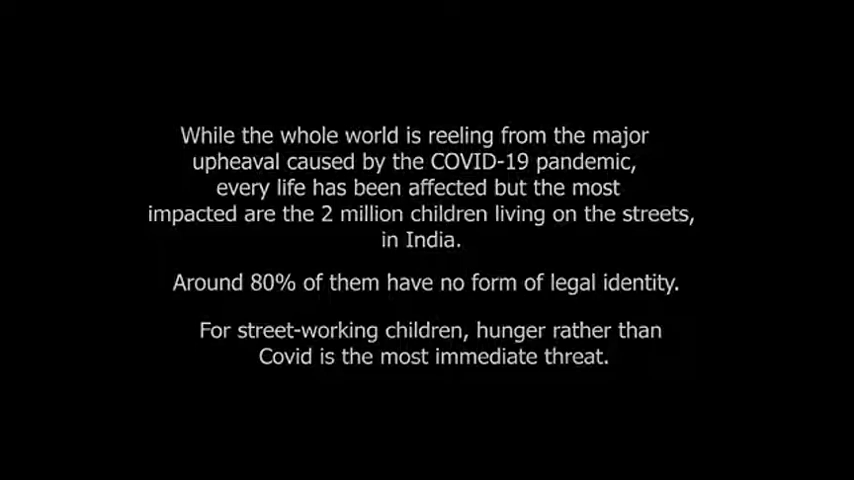 While the whole world is reeling from the major
upheaval caused by the COVID-19 pandemic,
every life has been affected but the most
impacted are the 2 million children living on the streets,
in India.
Around 80% of them have no form of legal identity.
For street-working children, hunger rather than
Covid is the most immediate threat.